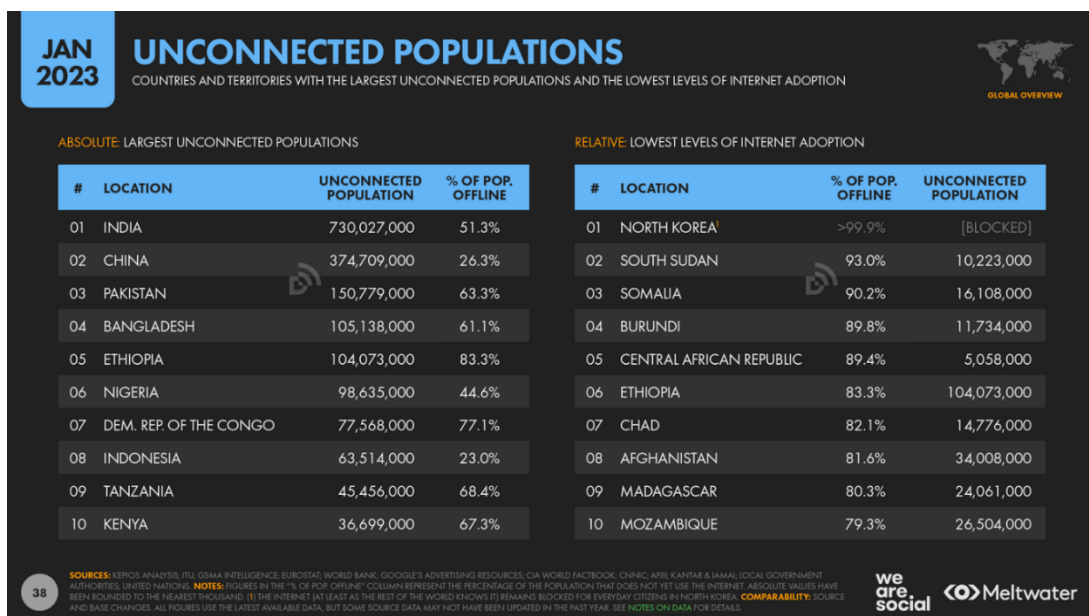 JAN
2023
UNCONNECTED POPULATIONS
COUNTRIES AND TERRITORIES WITH THE LARGEST UNCONNECTED POPULATIONS AND THE LOWEST LEVELS OF INTERNET ADOPTION
GLOBAL OVERVIEW
ABSOLUTE: LARGEST UNCONNECTED POPULATIONS
# LOCATION UNCONNECTED POPULATION % OF POP. OFFLINE
01 INDIA 730,027,000 51.3%
02 CHINA 374,709,000 26.3%
03 PAKISTAN 150,779,000 63.3%
04 BANGLADESH 105,138,000 61.1%
05 ETHIOPIA 104,073,000 83.3%
06 NIGERIA 98,635,000 44.6%
07 DEM. REP. OF THE CONGO 77,568,000 77.1%
08 INDONESIA 63,514,000 23.0%
09 TANZANIA 45,456,000 68.4%
10 KENYA 36,699,000 67.3%
RELATIVE: LOWEST LEVELS OF INTERNET ADOPTION
# LOCATION % OF POP. OFFLINE UNCONNECTED POPULATION
01 NORTH KOREA¹ >99.9% [BLOCKED]
02 SOUTH SUDAN 93.0% 10,223,000
03 SOMALIA 90.2% 16,108,000
04 BURUNDI 89.8% 11,734,000
05 CENTRAL AFRICAN REPUBLIC 89.4% 5,058,000
06 ETHIOPIA 83.3% 104,073,000
07 CHAD 82.1% 14,776,000
08 AFGHANISTAN 81.6% 34,008,000
09 MADAGASCAR 80.3% 24,061,000
10 MOZAMBIQUE 79.3% 26,504,000
38
SOURCES: KEPIOS ANALYSIS; ITU; GSMA INTELLIGENCE; EUROSTAT; WORLD BANK; GOOGLE'S ADVERTISING RESOURCES; CIA WORLD FACTBOOK; CNNIC; APJII; KANTAR & IAMAI; LOCAL GOVERNMENT
AUTHORITIES; UNITED NATIONS. NOTES: FIGURES IN THE "% OF POP. OFFLINE" COLUMN REPRESENT THE PERCENTAGE OF THE POPULATION THAT DOES NOT YET USE THE INTERNET. ABSOLUTE VALUES HAVE
BEEN ROUNDED TO THE NEAREST THOUSAND. (1) THE INTERNET (AT LEAST AS THE REST OF THE WORLD KNOWS IT) REMAINS BLOCKED FOR EVERYDAY CITIZENS IN NORTH KOREA. COMPARABILITY: SOURCE
AND BASE CHANGES. ALL FIGURES USE THE LATEST AVAILABLE DATA, BUT SOME SOURCE DATA MAY NOT HAVE BEEN UPDATED IN THE PAST YEAR. SEE NOTES ON DATA FOR DETAILS.
we
are
social
Meltwater